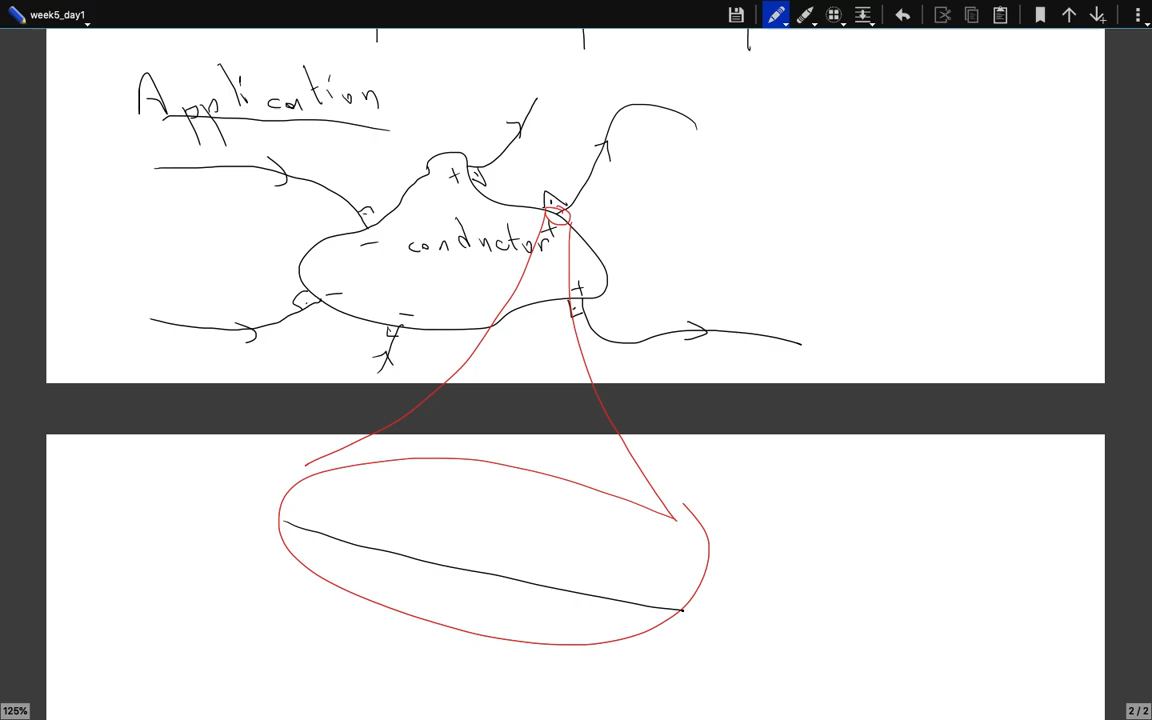 week5_day1
Application
+
+
conductor
-
-
+
-
125%
2 / 2